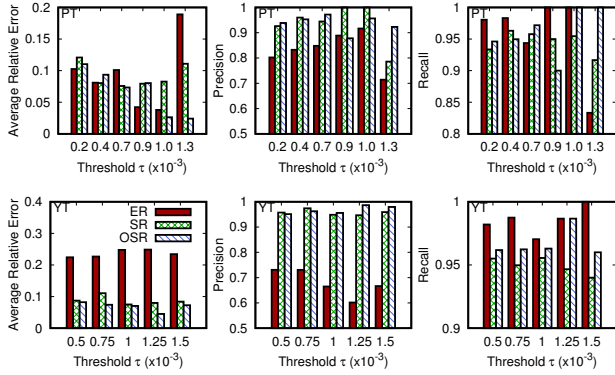 Average Relative Error
0.2
0.15
0.1
0.05
0
PT
0.2 0.4 0.7 0.9 1.0 1.3
Threshold τ (x10⁻³)
Precision
1
0.9
0.8
0.7
0.6
0.5
PT
0.2 0.4 0.7 0.9 1.0 1.3
Threshold τ (x10⁻³)
Recall
1
0.95
0.9
0.85
0.8
PT
0.2 0.4 0.7 0.9 1.0 1.3
Threshold τ (x10⁻³)
Average Relative Error
0.4
0.3
0.2
0.1
0
YT
ER
SR
OSR
0.5 0.75 1 1.25 1.5
Threshold τ (x10⁻³)
Precision
1
0.9
0.8
0.7
0.6
0.5
YT
0.5 0.75 1 1.25 1.5
Threshold τ (x10⁻³)
Recall
1
0.95
0.9
YT
0.5 0.75 1 1.25 1.5
Threshold τ (x10⁻³)